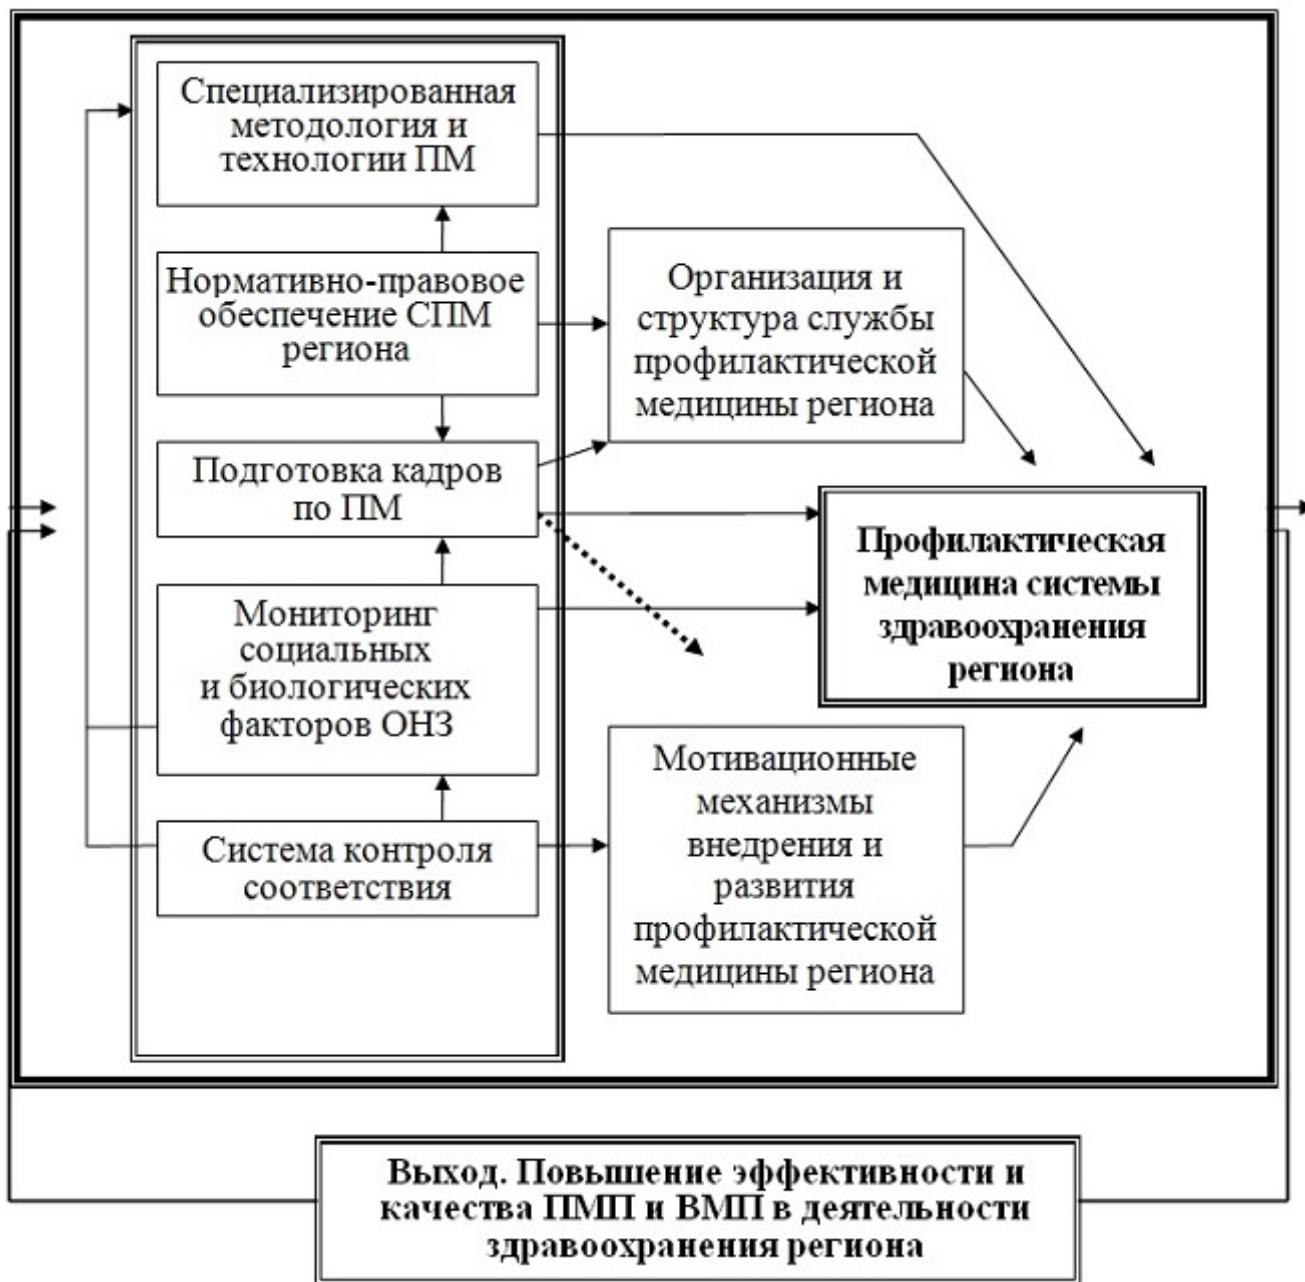 Специализированная
методология и
технологии ПМ
Нормативно-правовое
обеспечение СПМ
региона
Подготовка кадров
по ПМ
Мониторинг
социальных
и биологических
факторов ОНЗ
Система контроля
соответствия
Организация и
структура службы
профилактической
медицины региона
Мотивационные
механизмы
внедрения и
развития
профилактической
медицины региона
Профилактическая
медицина системы
здравоохранения
региона
Выход. Повышение эффективности и
качества ПМП и ВМП в деятельности
здравоохранения региона